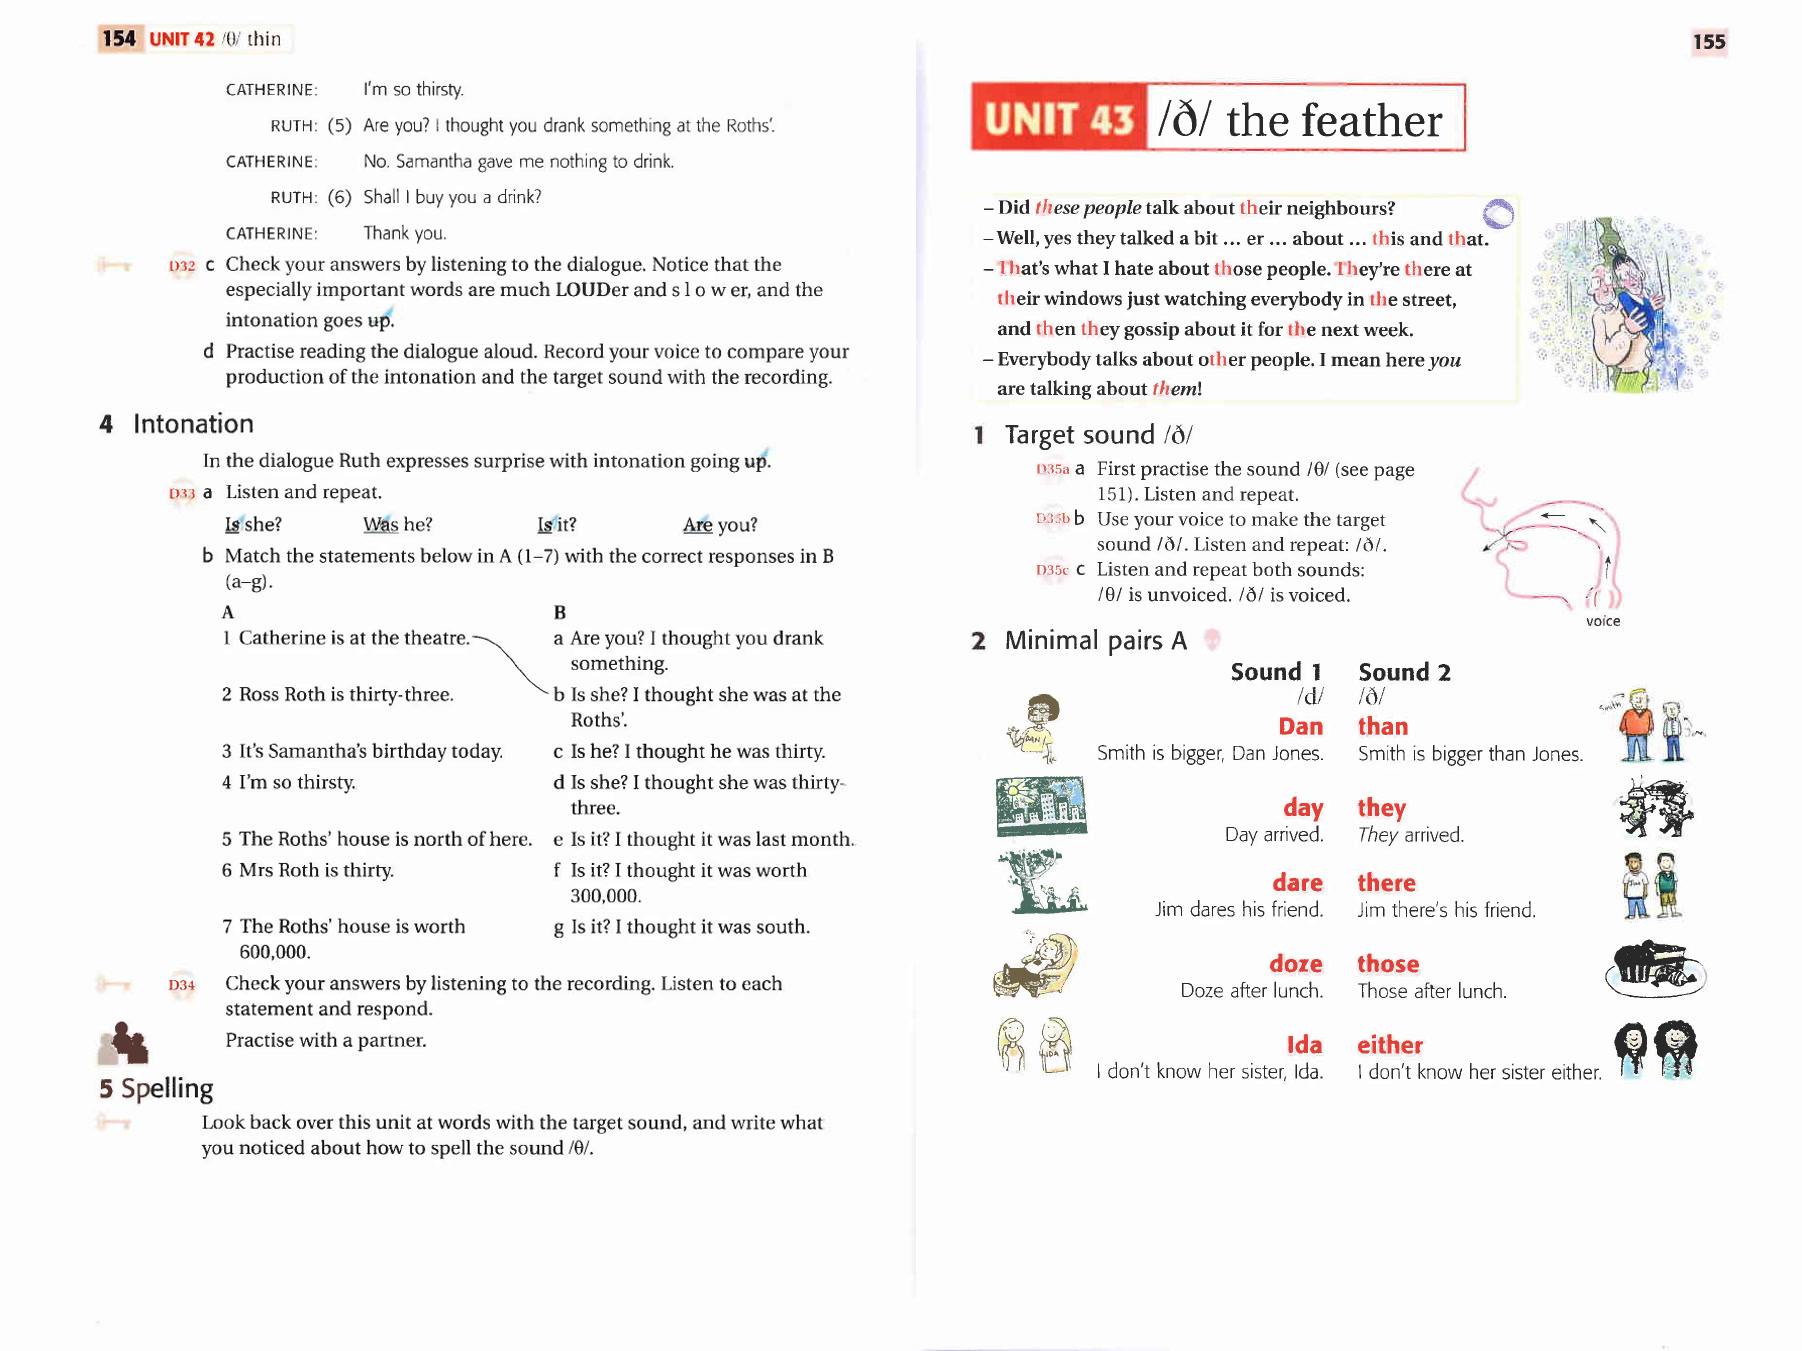 154 UNIT 42 /θ/ thin
CATHERINE: I'm so thirsty.
RUTH: (5) Are you? I thought you drank something at the Roths'.
CATHERINE: No. Samantha gave me nothing to drink.
RUTH: (6) Shall I buy you a drink?
CATHERINE: Thank you.
D32 c Check your answers by listening to the dialogue. Notice that the
especially important words are much LOUDer and s l o w er, and the
intonation goes up.
d Practise reading the dialogue aloud. Record your voice to compare your
production of the intonation and the target sound with the recording.
4 Intonation
In the dialogue Ruth expresses surprise with intonation going up.
D33 a Listen and repeat.
Is she? Was he? Is it? Are you?
b Match the statements below in A (1–7) with the correct responses in B
(a–g).
A B
1 Catherine is at the theatre. a Are you? I thought you drank
something.
2 Ross Roth is thirty-three. b Is she? I thought she was at the
Roths'.
3 It's Samantha's birthday today. c Is he? I thought he was thirty.
4 I'm so thirsty. d Is she? I thought she was thirty-
three.
5 The Roths' house is north of here. e Is it? I thought it was last month.
6 Mrs Roth is thirty. f Is it? I thought it was worth
300,000.
7 The Roths' house is worth g Is it? I thought it was south.
600,000.
D34 Check your answers by listening to the recording. Listen to each
statement and respond.
Practise with a partner.
5 Spelling
Look back over this unit at words with the target sound, and write what
you noticed about how to spell the sound /θ/.
155
UNIT 43 /ð/ the feather
– Did these people talk about their neighbours?
– Well, yes they talked a bit ... er ... about ... this and that.
– That's what I hate about those people. They're there at
their windows just watching everybody in the street,
and then they gossip about it for the next week.
– Everybody talks about other people. I mean here you
are talking about them!
1 Target sound /ð/
D35a a First practise the sound /θ/ (see page
151). Listen and repeat.
D35b b Use your voice to make the target
sound /ð/. Listen and repeat: /ð/.
D35c c Listen and repeat both sounds:
/θ/ is unvoiced. /ð/ is voiced.
voice
2 Minimal pairs A
Sound 1 Sound 2
/d/ /ð/
Dan than
Smith is bigger, Dan Jones. Smith is bigger than Jones.
DAN
Smith
day they
Day arrived. They arrived.
dare there
Jim dares his friend. Jim there's his friend.
doze those
Doze after lunch. Those after lunch.
Ida either
I don't know her sister, Ida. I don't know her sister either.
IDA